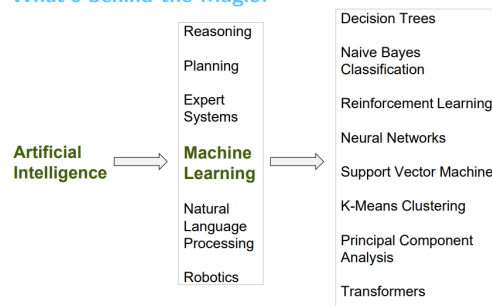 What's behind the Magic?
Artificial
Intelligence
Reasoning
Planning
Expert
Systems
Machine
Learning
Natural
Language
Processing
Robotics
Decision Trees
Naive Bayes
Classification
Reinforcement Learning
Neural Networks
Support Vector Machine
K-Means Clustering
Principal Component
Analysis
Transformers